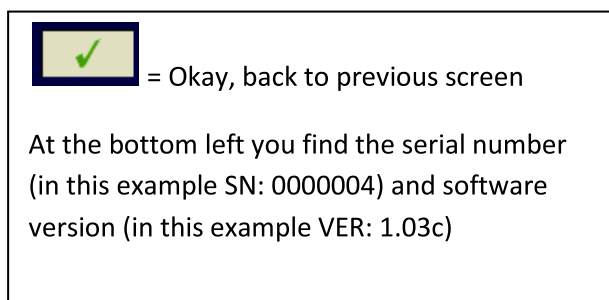 = Okay, back to previous screen
At the bottom left you find the serial number
(in this example SN: 0000004) and software
version (in this example VER: 1.03c)